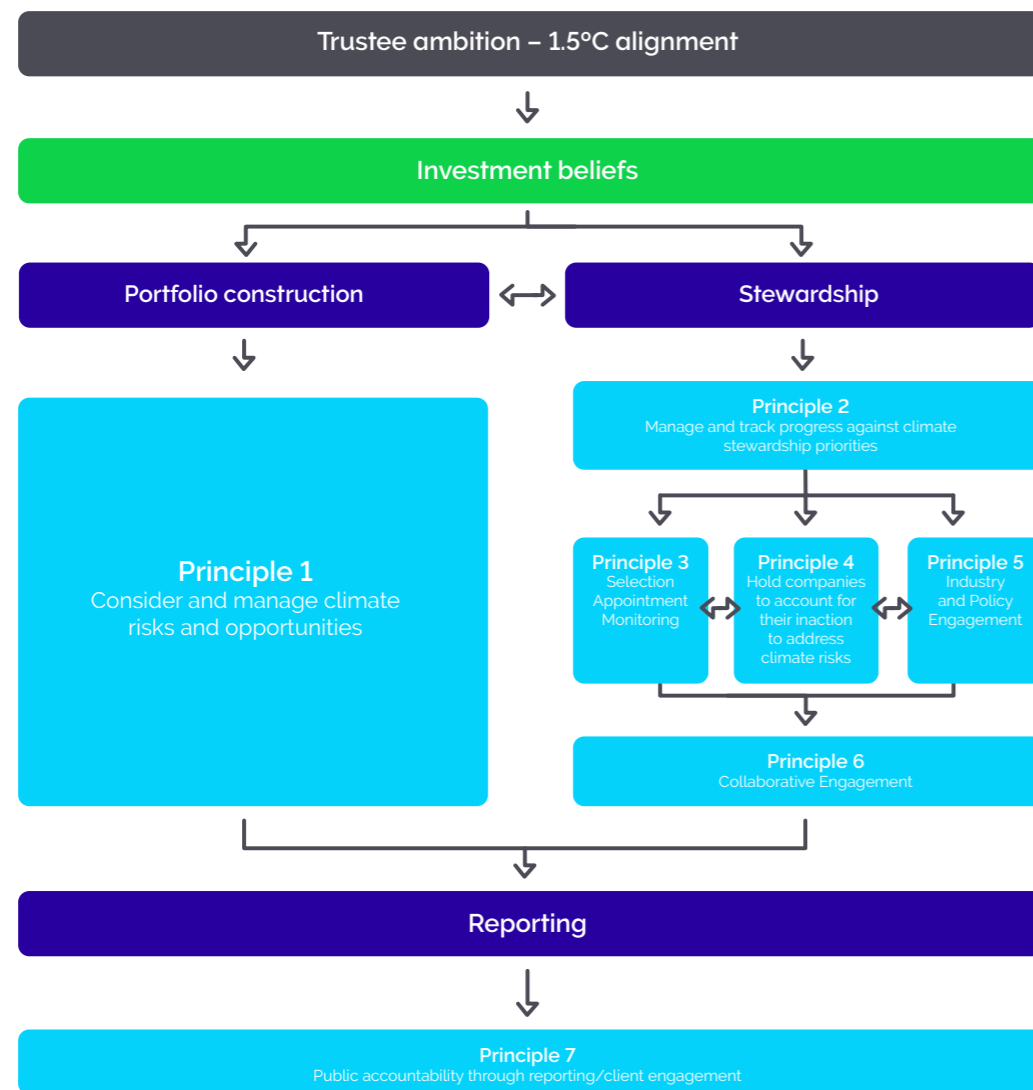 Trustee ambition – 1.5°C alignment
Investment beliefs
Portfolio construction
Stewardship
Principle 1
Consider and manage climate
risks and opportunities
Principle 2
Manage and track progress against climate
stewardship priorities
Principle 3
Selection
Appointment
Monitoring
Principle 4
Hold companies
to account for
their inaction
to address
climate risks
Principle 5
Industry
and Policy
Engagement
Principle 6
Collaborative Engagement
Reporting
Principle 7
Public accountability through reporting/client engagement